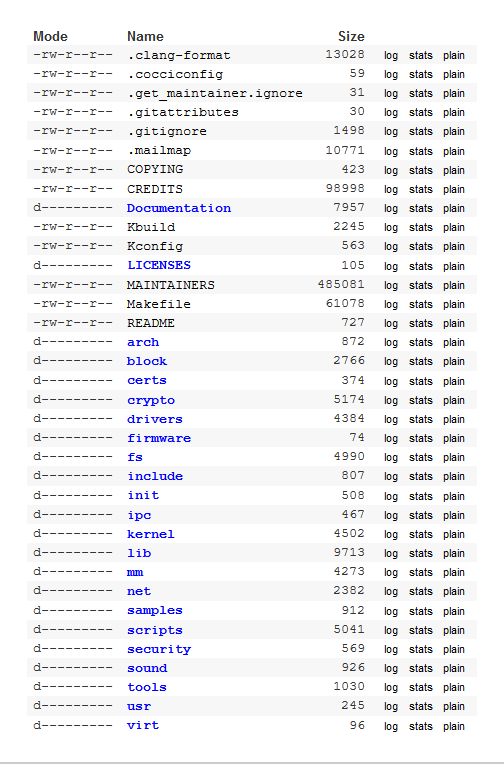 Mode Name Size
-rw-r--r-- .clang-format 13028 log stats plain
-rw-r--r-- .cocciconfig 59 log stats plain
-rw-r--r-- .get_maintainer.ignore 31 log stats plain
-rw-r--r-- .gitattributes 30 log stats plain
-rw-r--r-- .gitignore 1498 log stats plain
-rw-r--r-- .mailmap 10771 log stats plain
-rw-r--r-- COPYING 423 log stats plain
-rw-r--r-- CREDITS 98998 log stats plain
d--------- Documentation 7957 log stats plain
-rw-r--r-- Kbuild 2245 log stats plain
-rw-r--r-- Kconfig 563 log stats plain
d--------- LICENSES 105 log stats plain
-rw-r--r-- MAINTAINERS 485081 log stats plain
-rw-r--r-- Makefile 61078 log stats plain
-rw-r--r-- README 727 log stats plain
d--------- arch 872 log stats plain
d--------- block 2766 log stats plain
d--------- certs 374 log stats plain
d--------- crypto 5174 log stats plain
d--------- drivers 4384 log stats plain
d--------- firmware 74 log stats plain
d--------- fs 4990 log stats plain
d--------- include 807 log stats plain
d--------- init 508 log stats plain
d--------- ipc 467 log stats plain
d--------- kernel 4502 log stats plain
d--------- lib 9713 log stats plain
d--------- mm 4273 log stats plain
d--------- net 2382 log stats plain
d--------- samples 912 log stats plain
d--------- scripts 5041 log stats plain
d--------- security 569 log stats plain
d--------- sound 926 log stats plain
d--------- tools 1030 log stats plain
d--------- usr 245 log stats plain
d--------- virt 96 log stats plain